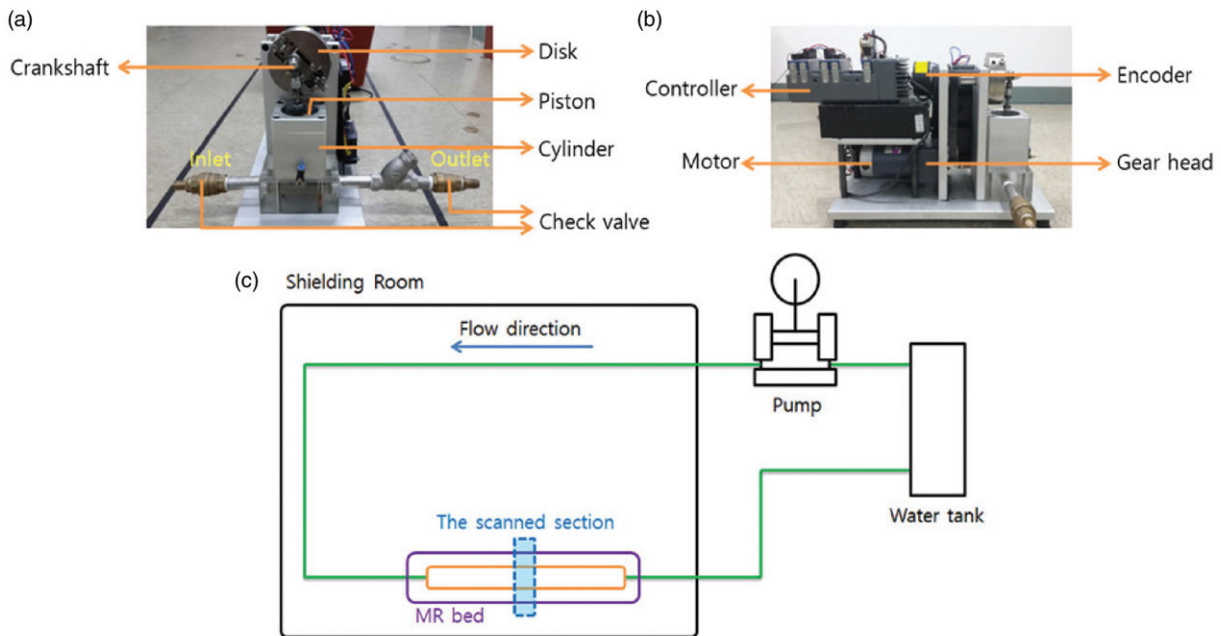 (a)
Crankshaft
Disk
Piston
Cylinder
Inlet
Outlet
Check valve
(b)
Controller
Encoder
Motor
Gear head
(c)
Shielding Room
Flow direction
Pump
Water tank
The scanned section
MR bed